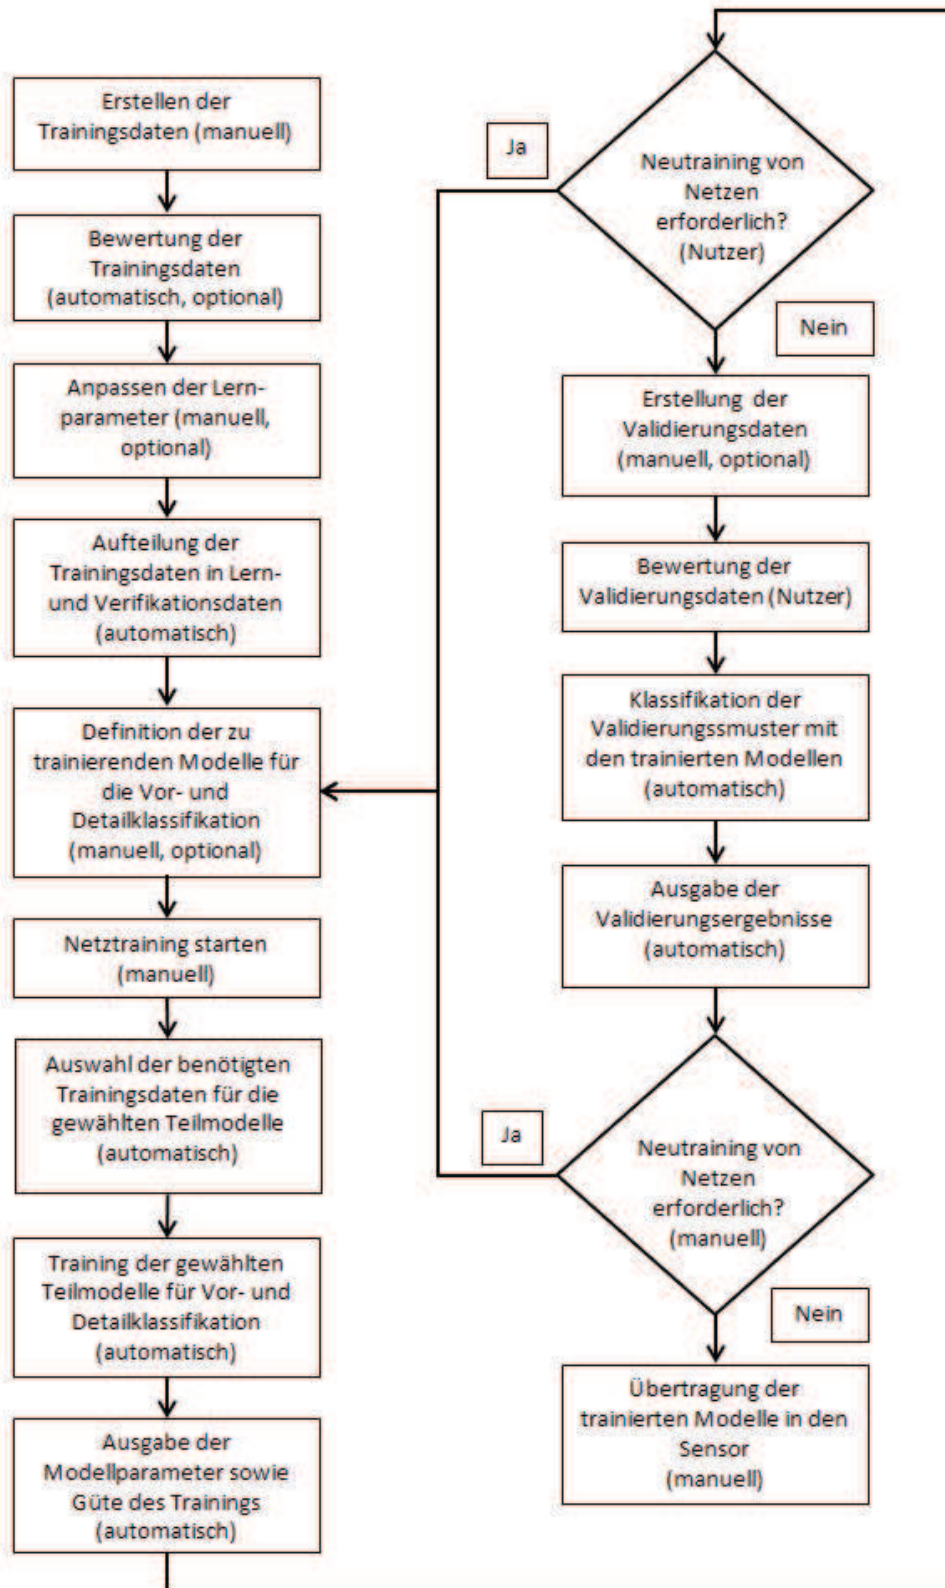 Erstellen der
Trainingsdaten (manuell)
Bewertung der
Trainingsdaten
(automatisch, optional)
Anpassen der Lern-
parameter (manuell,
optional)
Aufteilung der
Trainingsdaten in Lern-
und Verifikationsdaten
(automatisch)
Definition der zu
trainierenden Modelle für
die Vor- und
Detailklassifikation
(manuell, optional)
Netztraining starten
(manuell)
Auswahl der benötigten
Trainingsdaten für die
gewählten Teilmodelle
(automatisch)
Training der gewählten
Teilmodelle für Vor- und
Detailklassifikation
(automatisch)
Ausgabe der
Modellparameter sowie
Güte des Trainings
(automatisch)
Ja
Neutraining von
Netzen
erforderlich?
(Nutzer)
Nein
Erstellung der
Validierungsdaten
(manuell, optional)
Bewertung der
Validierungsdaten (Nutzer)
Klassifikation der
Validierungssmuster mit
den trainierten Modellen
(automatisch)
Ausgabe der
Validierungsergebnisse
(automatisch)
Ja
Neutraining von
Netzen
erforderlich?
(manuell)
Nein
Übertragung der
trainierten Modelle in den
Sensor
(manuell)